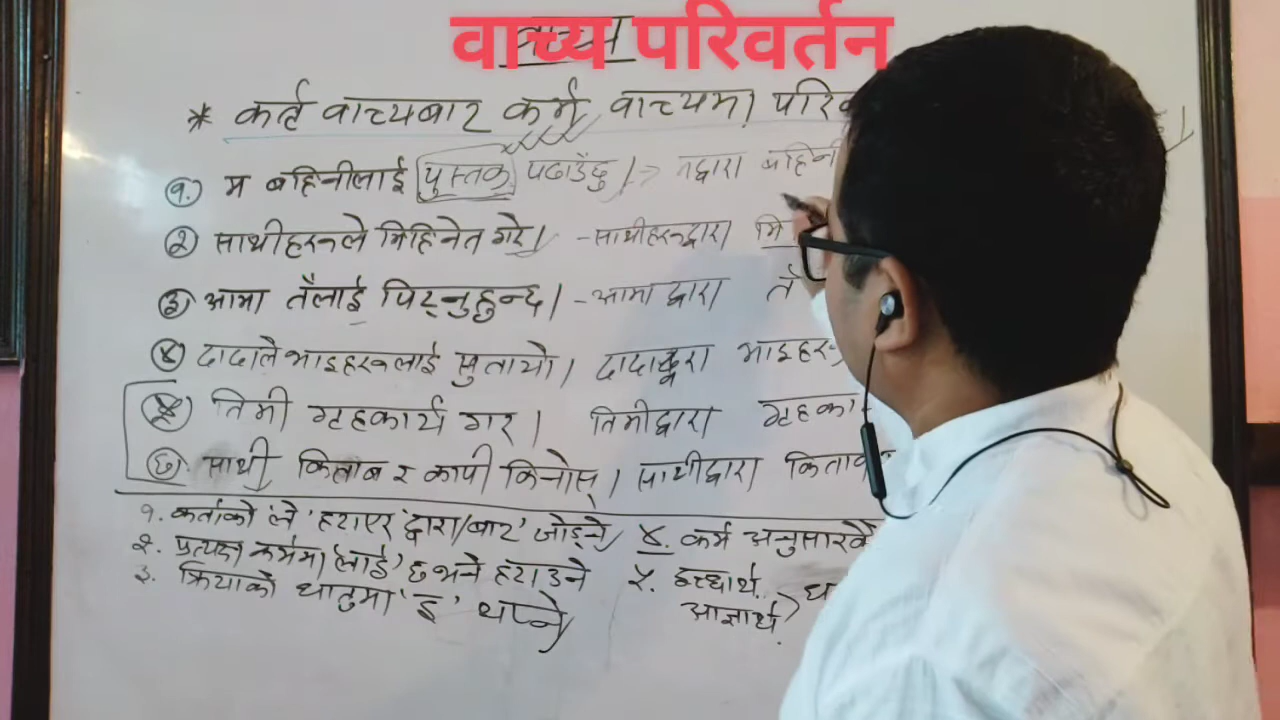 वाच्य परिवर्तन
वाच्य
* कर्तृ वाच्यबाट कर्म वाच्यमा परिव
१. म बहिनीलाई पुस्तक पढाउँछु । → मद्वारा बहिनी
२ साथीहरूले मिहिनेत गरे । - साथीहरूद्वारा मि
३ आमा तँलाई पिट्नुहुन्छ । - आमाद्वारा तँ
४ दादाले भाइहरूलाई सुतायो । दादाद्वारा भाइहरू
५ तिमी गृहकार्य गर । तिमीद्वारा गृहका
६ साथी किताब र कापी किनोस् । साथीद्वारा किताब
१. कर्ताको 'ले' हटाएर 'द्वारा/बाट' जोड्ने
२. प्रत्यक्ष कर्ममा 'लाई' छ भने हटाउने
३. क्रियाको धातुमा 'इ' थप्ने
४. कर्म अनुसारकै
५. इच्छार्थ
आज्ञार्थ